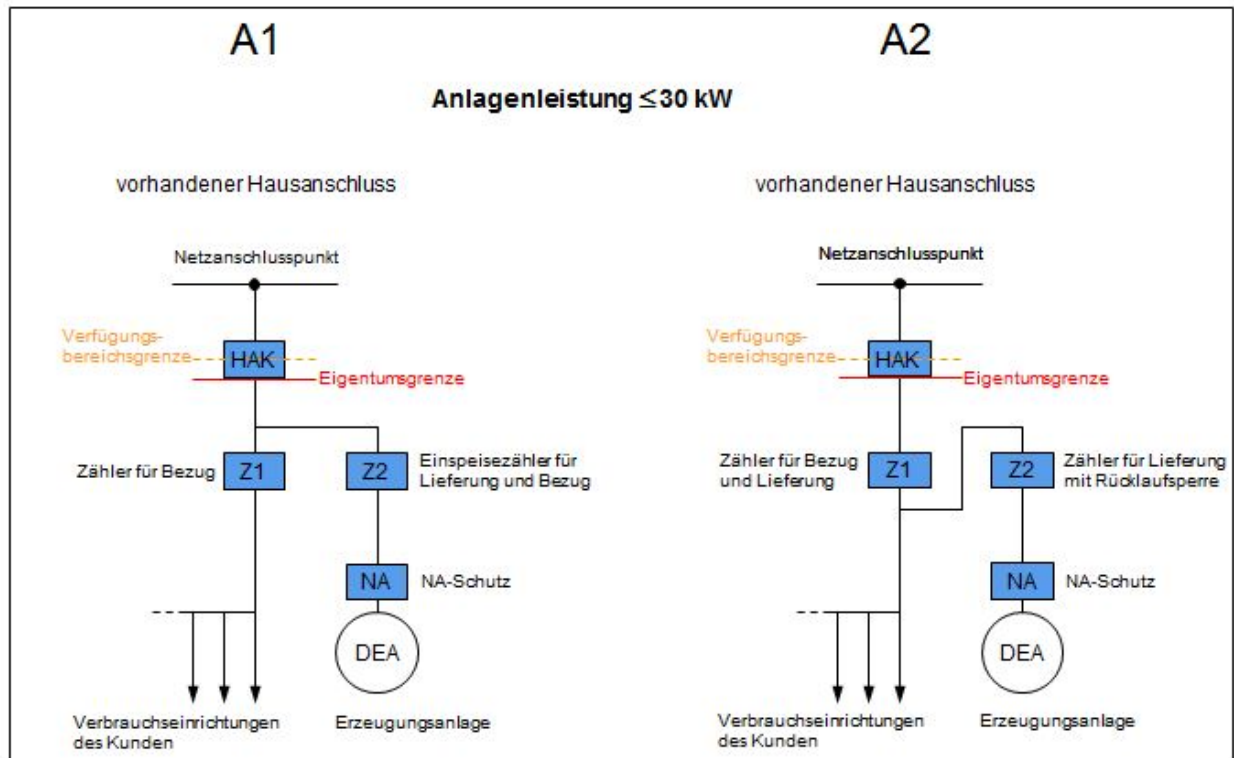 A1
A2
Anlagenleistung ≤30 kW
vorhandener Hausanschluss
Netzanschlusspunkt
Verfügungs-
bereichsgrenze
HAK
Eigentumsgrenze
Zähler für Bezug
Z1
Z2
Einspeisezähler für
Lieferung und Bezug
NA
NA-Schutz
DEA
Verbrauchseinrichtungen
des Kunden
Erzeugungsanlage
vorhandener Hausanschluss
Netzanschlusspunkt
Verfügungs-
bereichsgrenze
HAK
Eigentumsgrenze
Zähler für Bezug
und Lieferung
Z1
Z2
Zähler für Lieferung
mit Rücklaufsperre
NA
NA-Schutz
DEA
Verbrauchseinrichtungen
des Kunden
Erzeugungsanlage